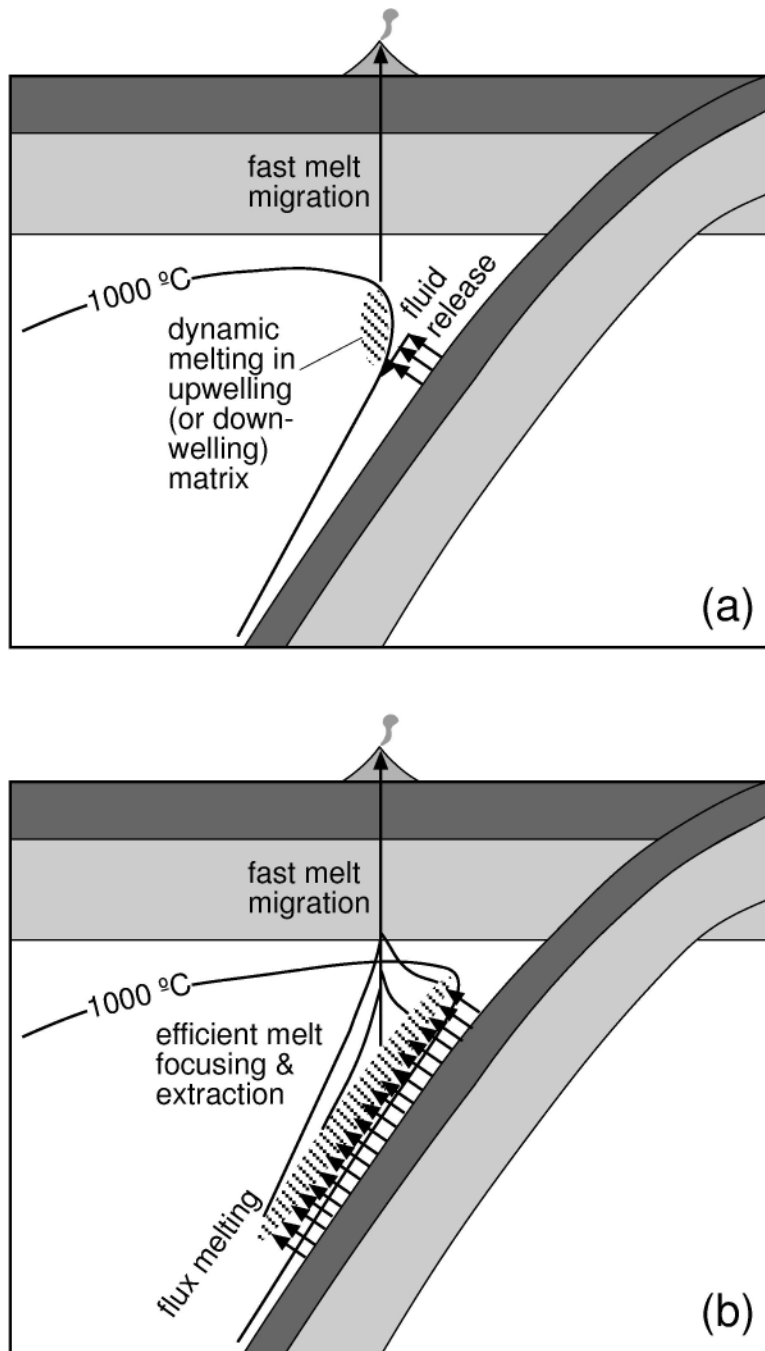 fast melt
migration
1000 ºC
fluid
release
dynamic
melting in
upwelling
(or down-
welling)
matrix
(a)
fast melt
migration
1000 ºC
efficient melt
focusing &
extraction
flux melting
(b)